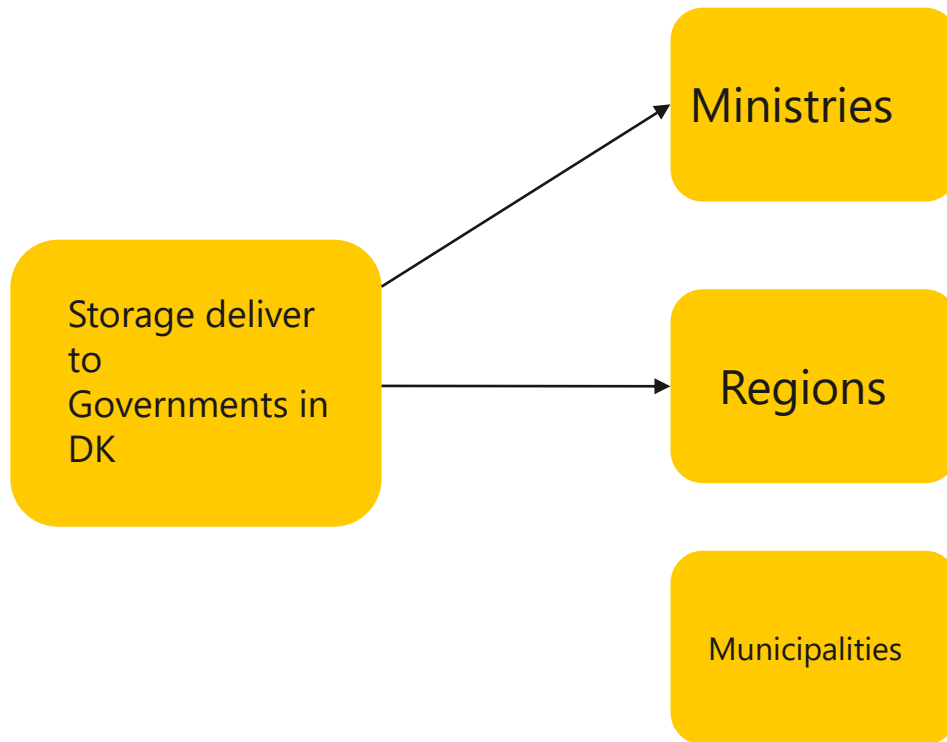 Ministries
Storage deliver
to
Governments in
DK
Regions
Municipalities